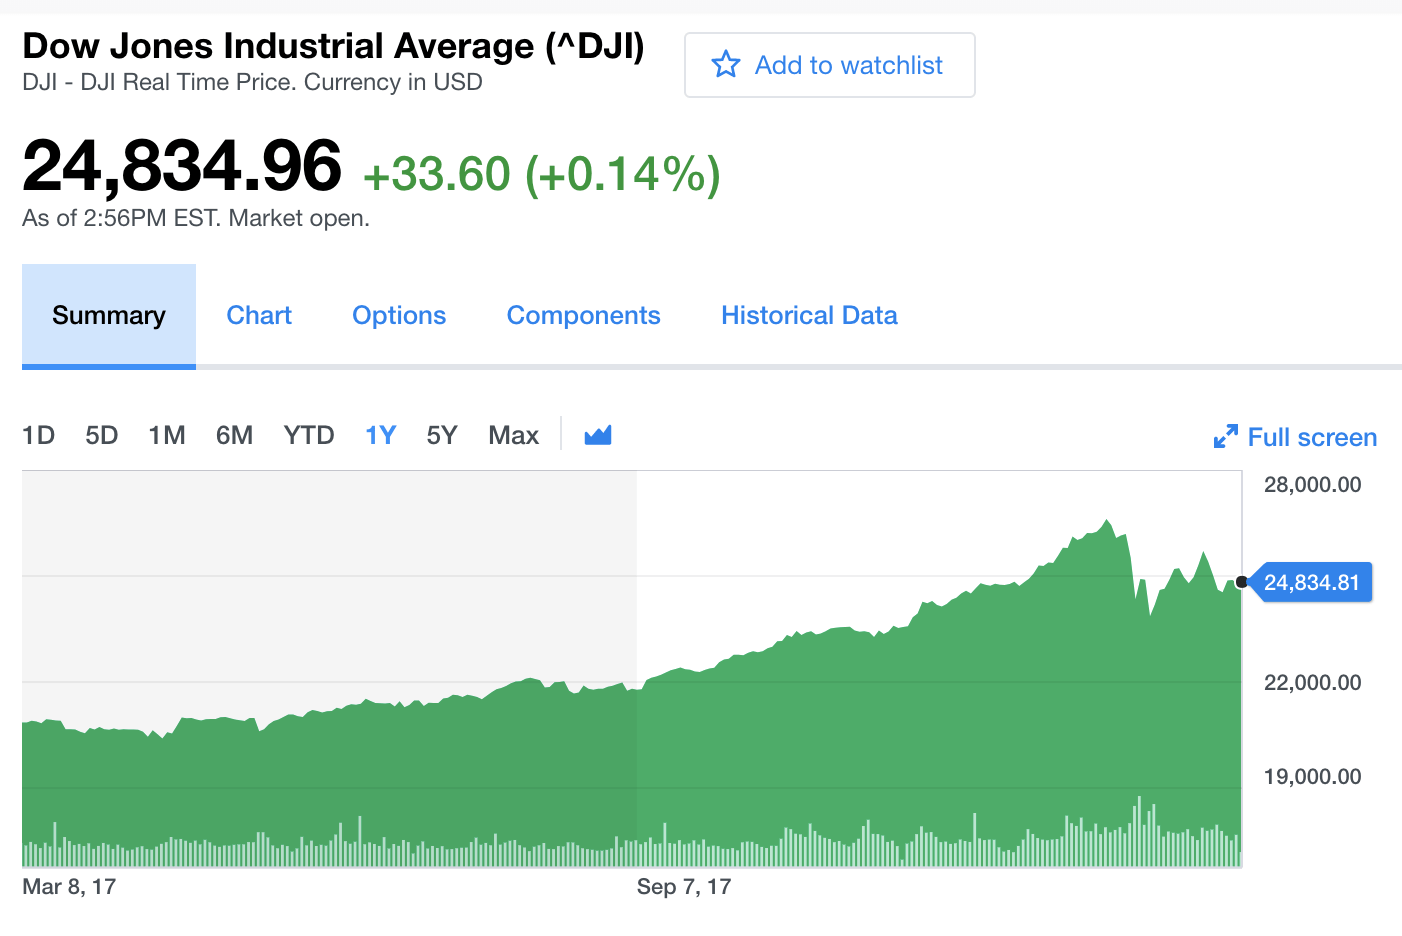 Dow Jones Industrial Average (^DJI)
Add to watchlist
DJI - DJI Real Time Price. Currency in USD
24,834.96 +33.60 (+0.14%)
As of 2:56PM EST. Market open.
Summary Chart Options Components Historical Data
1D 5D 1M 6M YTD 1Y 5Y Max
Full screen
28,000.00
24,834.81
22,000.00
19,000.00
Mar 8, 17 Sep 7, 17